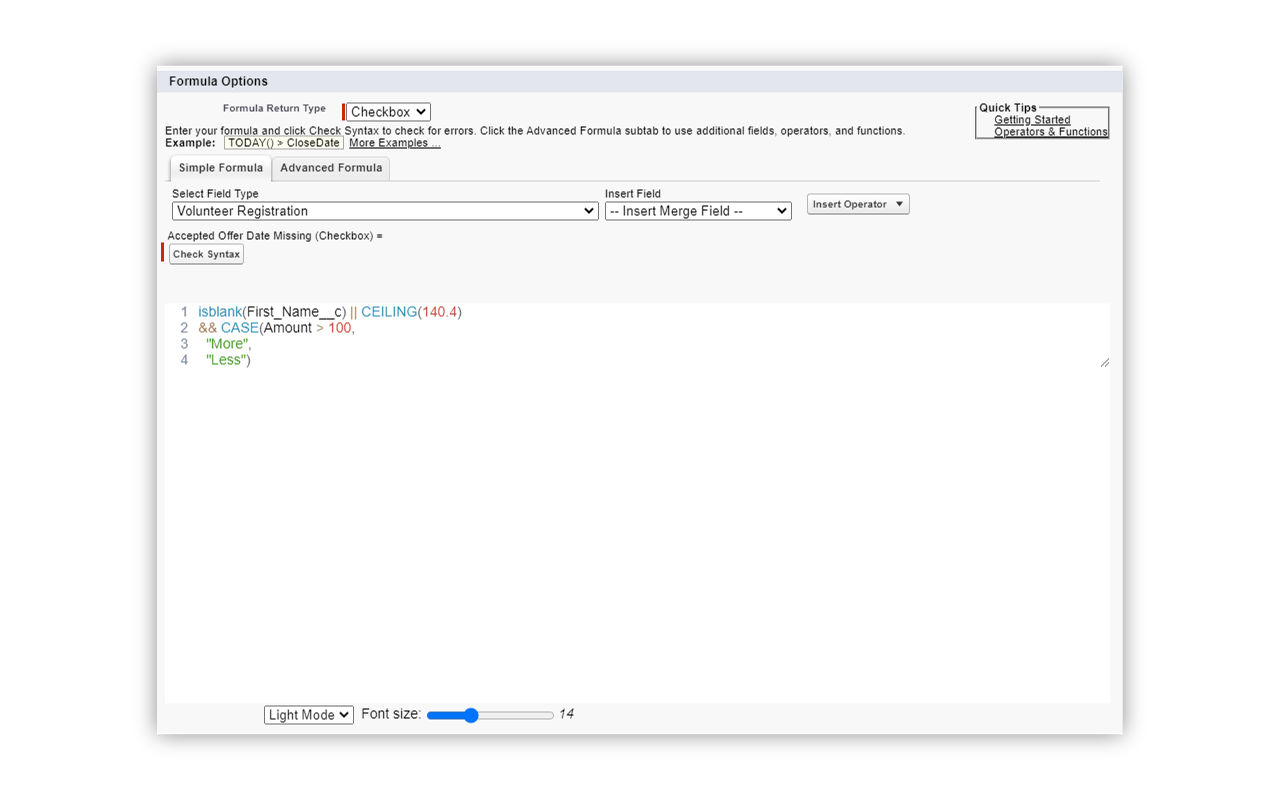 Formula Options
Formula Return Type Checkbox
Quick Tips
Getting Started
Operators & Functions
Enter your formula and click Check Syntax to check for errors. Click the Advanced Formula subtab to use additional fields, operators, and functions.
Example: TODAY() > CloseDate More Examples ...
Simple Formula Advanced Formula
Select Field Type Insert Field
Volunteer Registration -- Insert Merge Field -- Insert Operator
Accepted Offer Date Missing (Checkbox) =
Check Syntax
1 isblank(First_Name__c) || CEILING(140.4)
2 && CASE(Amount > 100,
3 "More",
4 "Less")
Light Mode Font size: 14